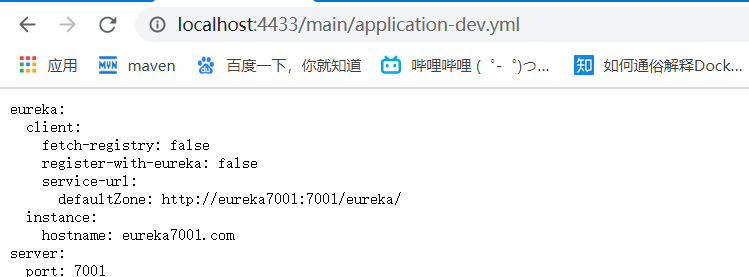 localhost:4433/main/application-dev.yml
应用 maven 百度一下，你就知道 哔哩哔哩 ( ゜- ゜)つ... 知 如何通俗解释Dock...
eureka:
client:
fetch-registry: false
register-with-eureka: false
service-url:
defaultZone: http://eureka7001:7001/eureka/
instance:
hostname: eureka7001.com
server:
port: 7001